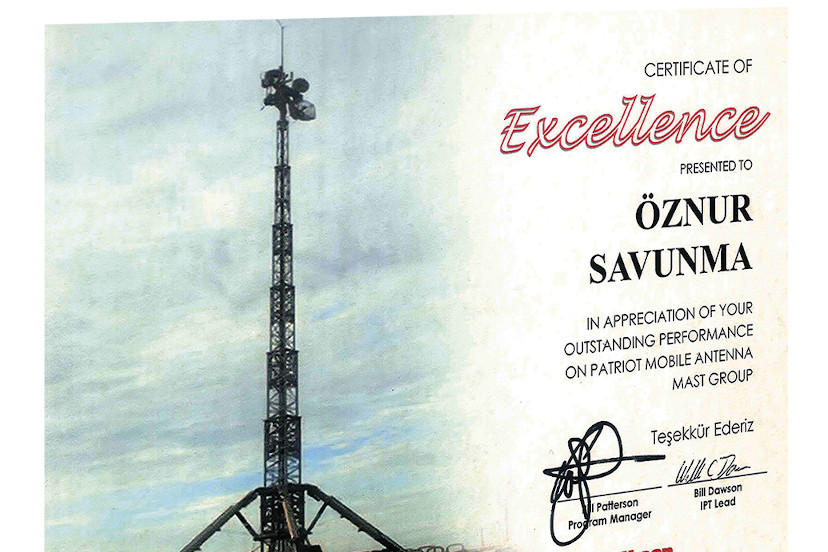 CERTIFICATE OF
Excellence
PRESENTED TO
ÖZNUR
SAVUNMA
IN APPRECIATION OF YOUR
OUTSTANDING PERFORMANCE
ON PATRIOT MOBILE ANTENNA
MAST GROUP
Teşekkür Ederiz
Patterson
Program Manager
Bill Dawson
IPT Lead